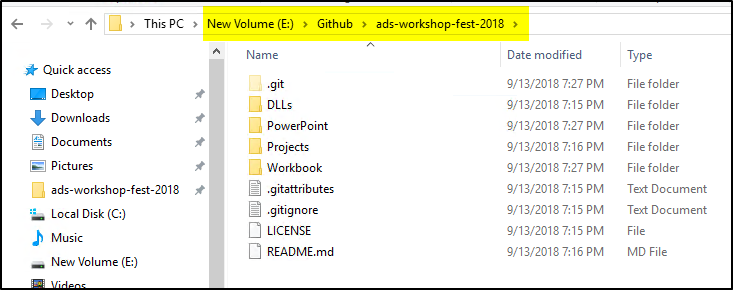 This PC > New Volume (E:) > Github > ads-workshop-fest-2018 >
Name Date modified Type
Quick access
Desktop
Downloads
Documents
Pictures
ads-workshop-fest-2018
Local Disk (C:)
Music
New Volume (E:)
Videos
.git 9/13/2018 7:27 PM File folder
DLLs 9/13/2018 7:15 PM File folder
PowerPoint 9/13/2018 7:27 PM File folder
Projects 9/13/2018 7:16 PM File folder
Workbook 9/13/2018 7:27 PM File folder
.gitattributes 9/13/2018 7:15 PM Text Document
.gitignore 9/13/2018 7:15 PM Text Document
LICENSE 9/13/2018 7:15 PM File
README.md 9/13/2018 7:16 PM MD File